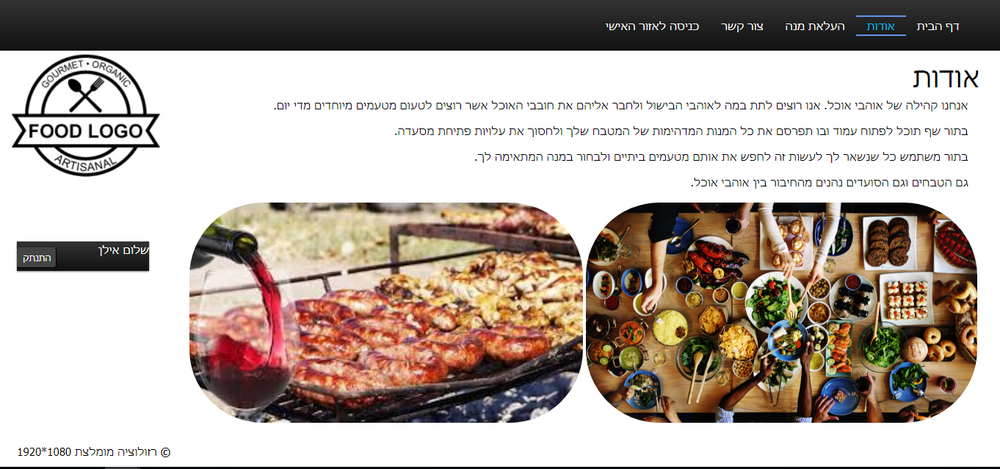 דף הבית אודות העלאת מנה צור קשר כניסה לאזור האישי
GOURMET • ORGANIC
FOOD LOGO
ARTISANAL
אודות
אנחנו קהילה של אוהבי אוכל. אנו רוצים לתת במה לאוהבי הבישול ולחבר אליהם את חובבי האוכל אשר רוצים לטעום מטעמים מיוחדים מדי יום.
בתור שף תוכל לפתוח עמוד ובו תפרסם את כל המנות המדהימות של המטבח שלך ולחסוך את עלויות פתיחת מסעדה.
בתור משתמש כל שנשאר לך לעשות זה לחפש את אותם מטעמים ביתיים ולבחור במנה המתאימה לך.
גם הטבחים וגם הסועדים נהנים מהחיבור בין אוהבי אוכל.
שלום אילן
התנתק
© רזולוציה מומלצת 1920*1080